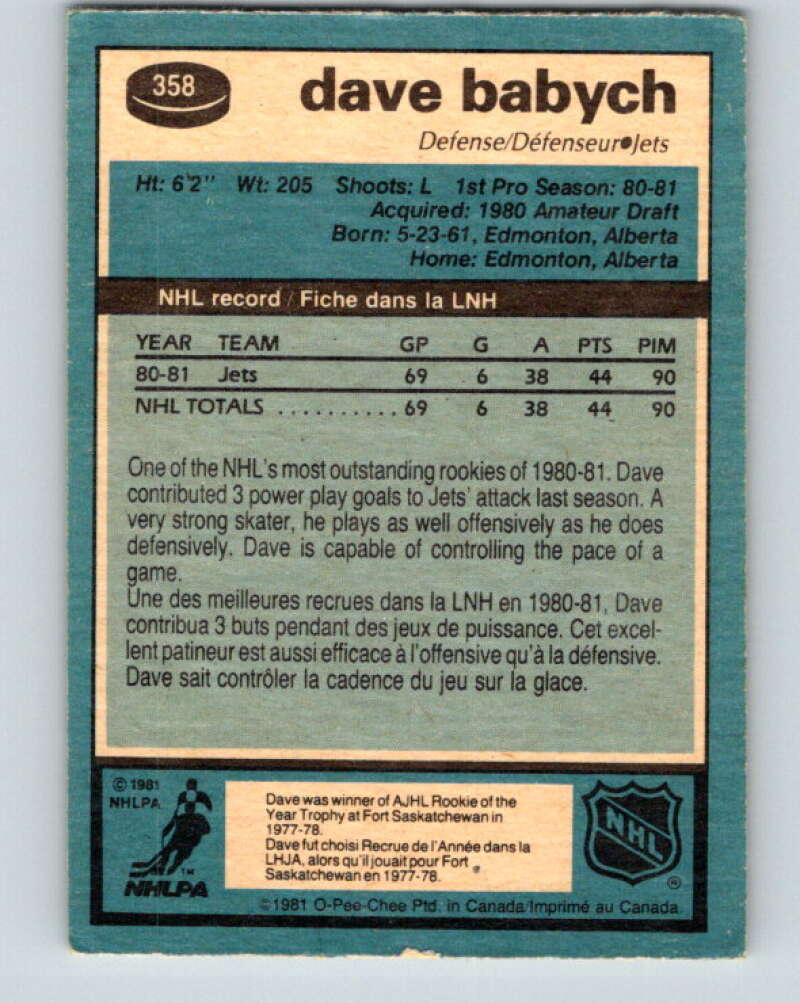 358
dave babych
Defense/Défenseur•Jets
Ht: 6'2" Wt: 205 Shoots: L 1st Pro Season: 80-81
Acquired: 1980 Amateur Draft
Born: 5-23-61, Edmonton, Alberta
Home: Edmonton, Alberta
NHL record / Fiche dans la LNH
YEAR TEAM GP G A PTS PIM
80-81 Jets 69 6 38 44 90
NHL TOTALS .......... 69 6 38 44 90
One of the NHL's most outstanding rookies of 1980-81. Dave
contributed 3 power play goals to Jets' attack last season. A
very strong skater, he plays as well offensively as he does
defensively. Dave is capable of controlling the pace of a
game.
Une des meilleures recrues dans la LNH en 1980-81, Dave
contribua 3 buts pendant des jeux de puissance. Cet excel-
lent patineur est aussi efficace à l'offensive qu'à la défensive.
Dave sait contrôler la cadence du jeu sur la glace.
© 1981
NHLPA
TM
NHLPA
Dave was winner of AJHL Rookie of the
Year Trophy at Fort Saskatchewan in
1977-78.
Dave fut choisi Recrue de l'Année dans la
LHJA, alors qu'il jouait pour Fort
Saskatchewan en 1977-78.
NHL
®
©1981 O-Pee-Chee Ptd. in Canada/Imprimé au Canada